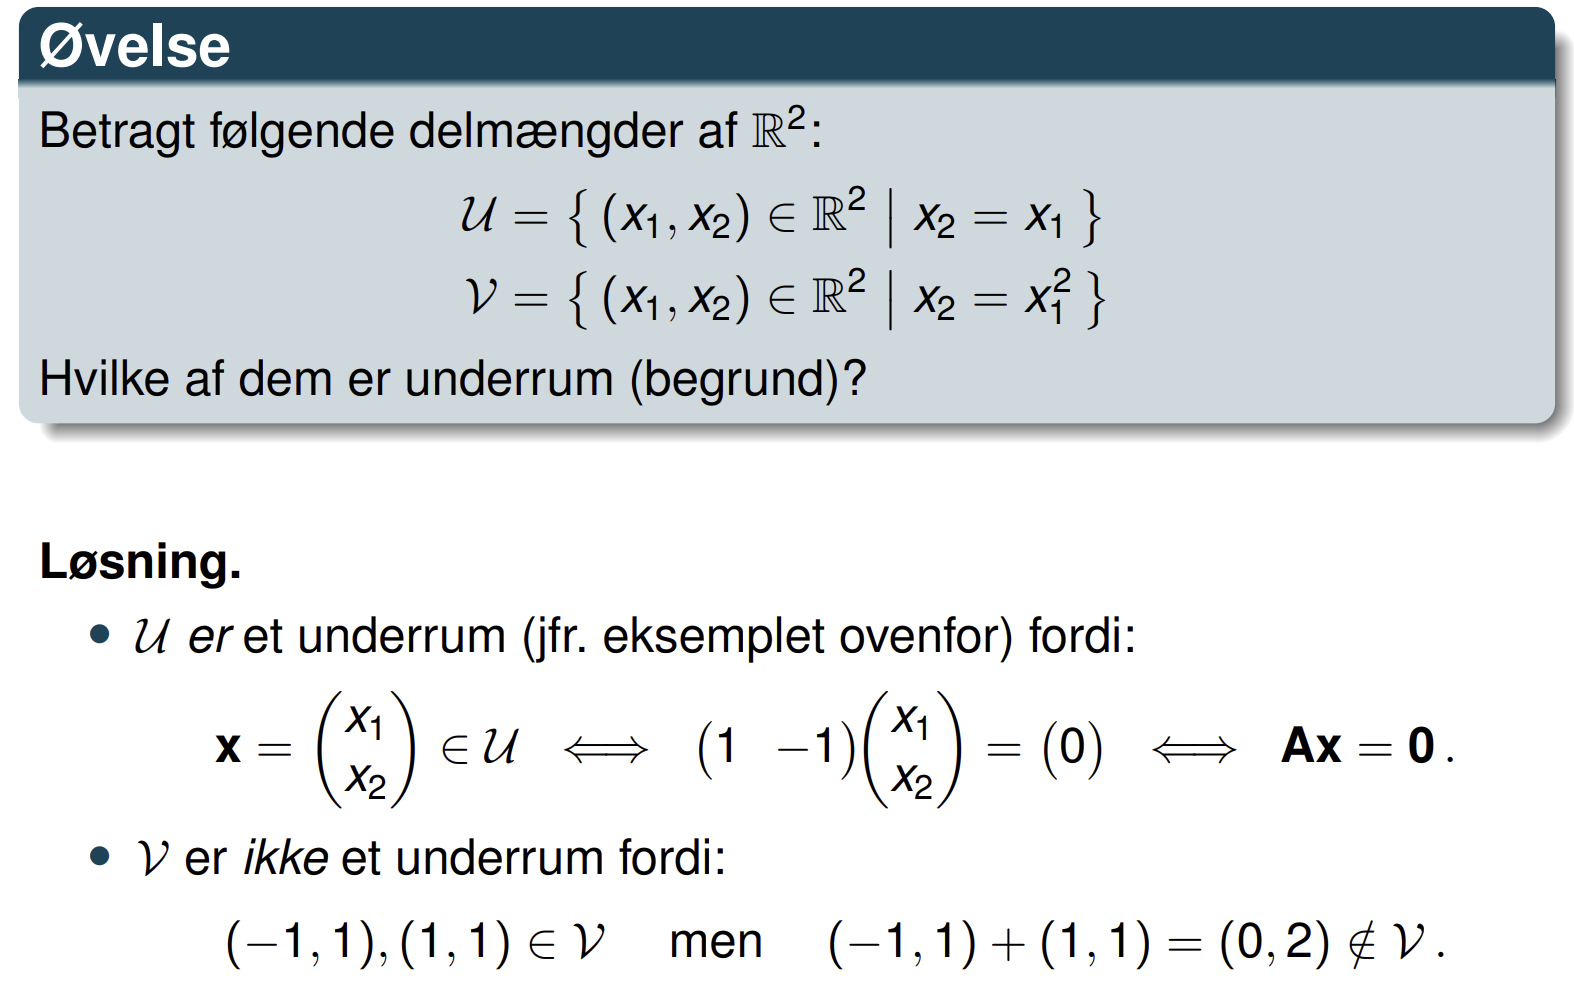 Øvelse
Betragt følgende delmængder af ℝ²:
𝒰 = { (x₁, x₂) ∈ ℝ² | x₂ = x₁ }
𝒱 = { (x₁, x₂) ∈ ℝ² | x₂ = x₁² }
Hvilke af dem er underrum (begrund)?
Løsning.
• 𝒰 er et underrum (jfr. eksemplet ovenfor) fordi:
x = (x₁ x₂) ∈ 𝒰 ⟺ (1 −1)(x₁ x₂) = (0) ⟺ Ax = 0 .
• 𝒱 er ikke et underrum fordi:
(−1, 1), (1, 1) ∈ 𝒱 men (−1, 1) + (1, 1) = (0, 2) ∉ 𝒱 .